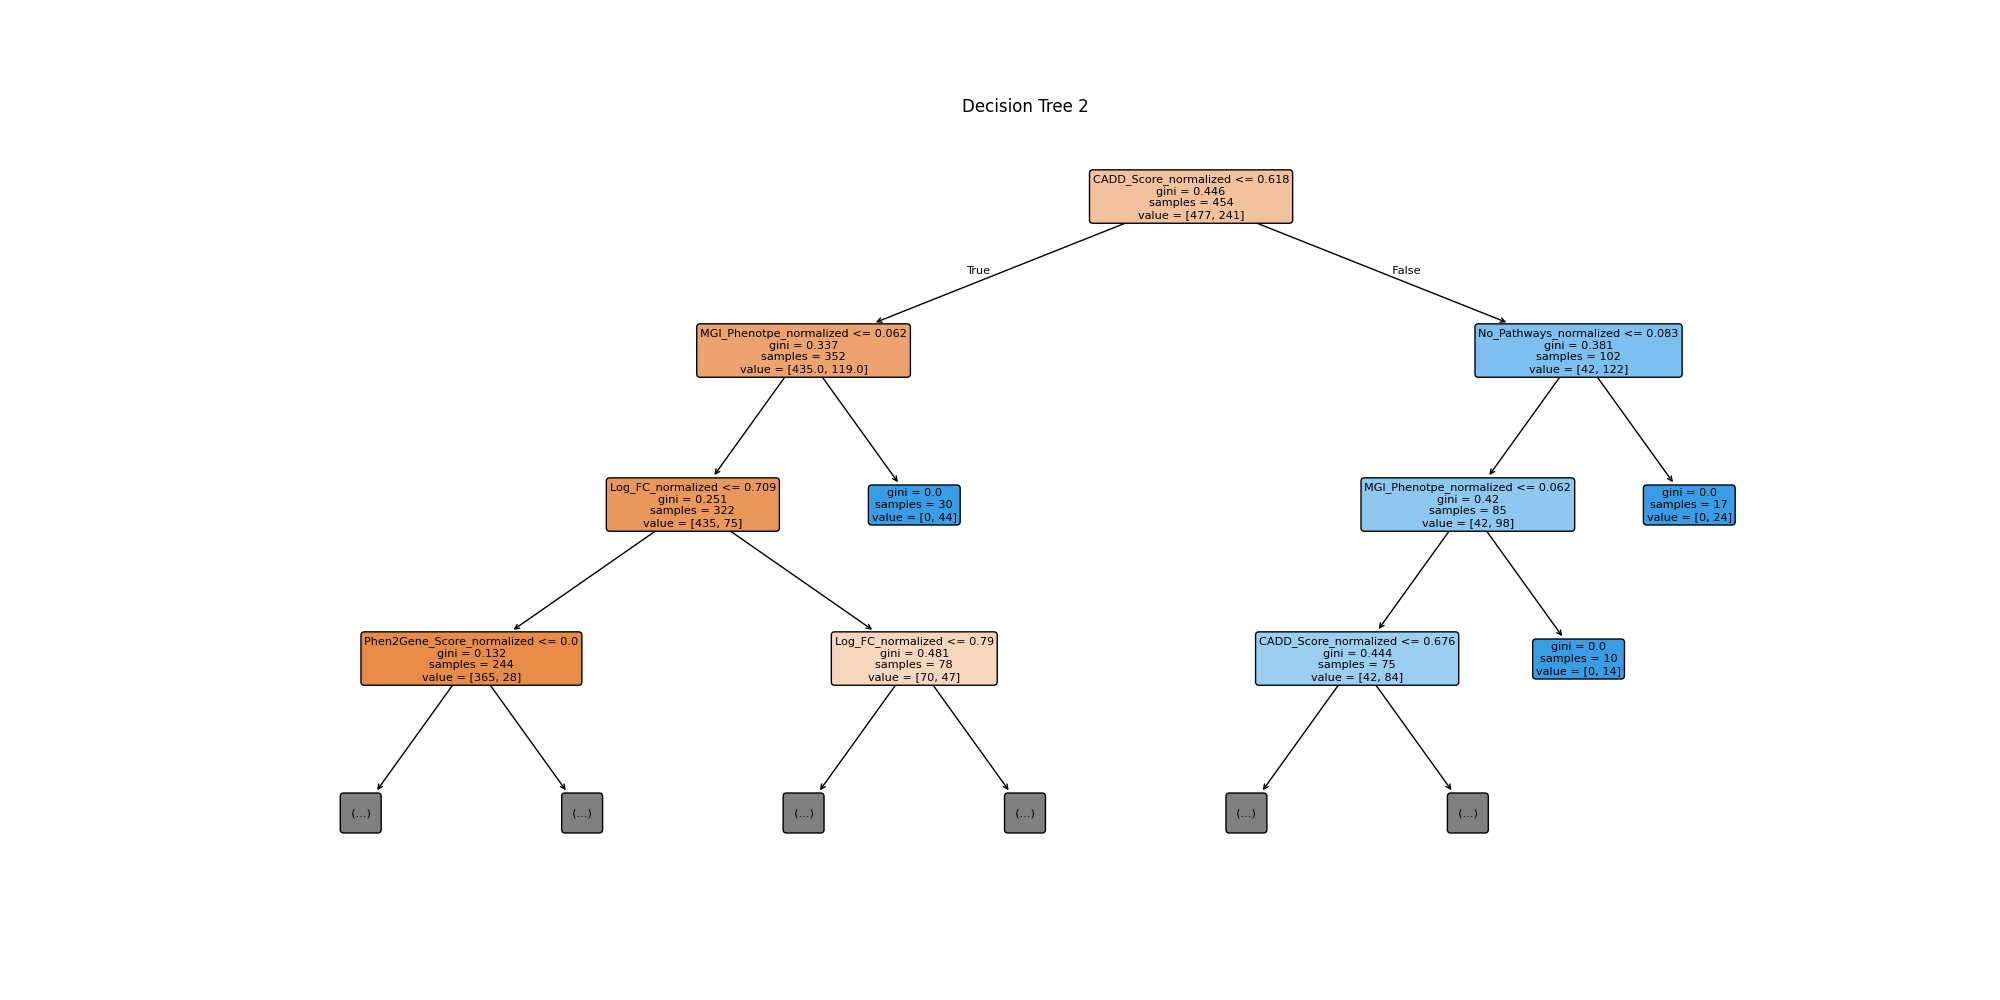 Decision Tree 2
CADD_Score_normalized <= 0.618
gini = 0.446
samples = 454
value = [477, 241]
True
False
MGI_Phenotpe_normalized <= 0.062
gini = 0.337
samples = 352
value = [435.0, 119.0]
No_Pathways_normalized <= 0.083
gini = 0.381
samples = 102
value = [42, 122]
Log_FC_normalized <= 0.709
gini = 0.251
samples = 322
value = [435, 75]
gini = 0.0
samples = 30
value = [0, 44]
MGI_Phenotpe_normalized <= 0.062
gini = 0.42
samples = 85
value = [42, 98]
gini = 0.0
samples = 17
value = [0, 24]
Phen2Gene_Score_normalized <= 0.0
gini = 0.132
samples = 244
value = [365, 28]
Log_FC_normalized <= 0.79
gini = 0.481
samples = 78
value = [70, 47]
CADD_Score_normalized <= 0.676
gini = 0.444
samples = 75
value = [42, 84]
gini = 0.0
samples = 10
value = [0, 14]
(...)
(...)
(...)
(...)
(...)
(...)